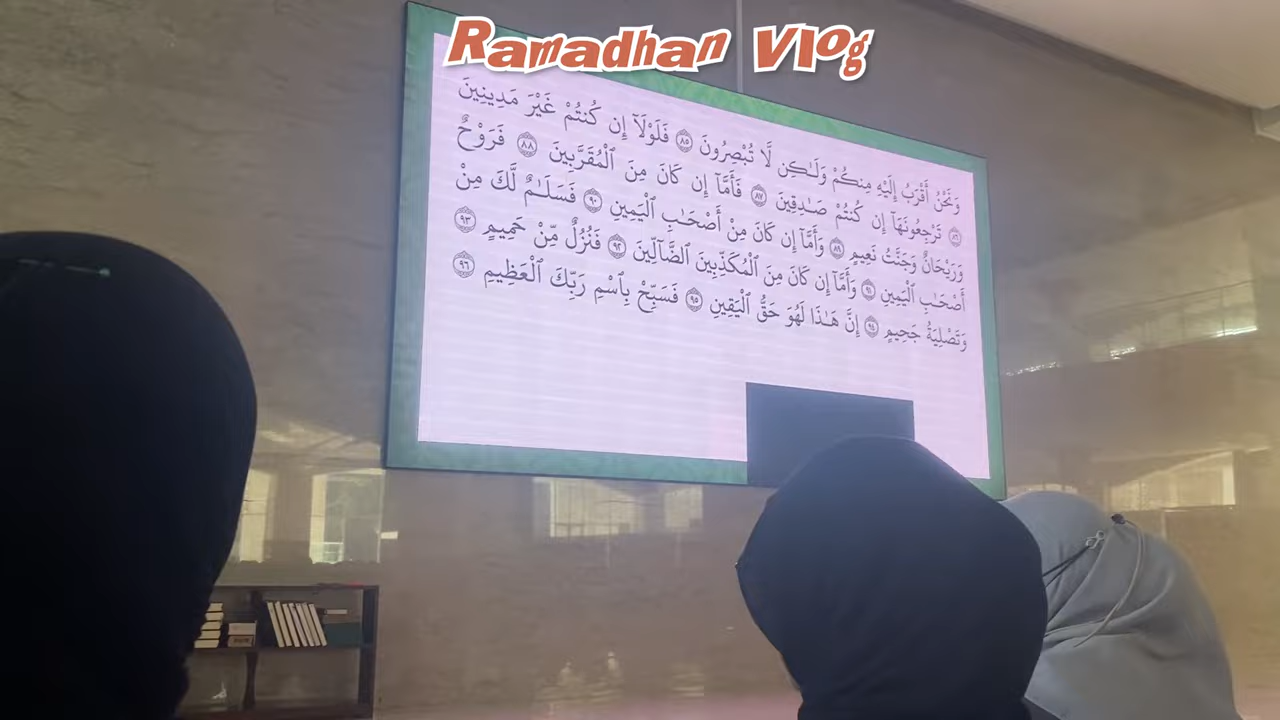 Ramadhan Vlog
وَنَحْنُ أَقْرَبُ إِلَيْهِ مِنكُمْ وَلَـٰكِن لَّا تُبْصِرُونَ ٨٥ فَلَوْلَآ إِن كُنتُمْ غَيْرَ مَدِينِينَ
٨٦ تَرْجِعُونَهَآ إِن كُنتُمْ صَـٰدِقِينَ ٨٧ فَأَمَّآ إِن كَانَ مِنَ ٱلْمُقَرَّبِينَ ٨٨ فَرَوْحٌ
وَرَيْحَانٌ وَجَنَّتُ نَعِيمٍ ٨٩ وَأَمَّآ إِن كَانَ مِنْ أَصْحَـٰبِ ٱلْيَمِينِ ٩٠ فَسَلَـٰمٌ لَّكَ مِنْ
أَصْحَـٰبِ ٱلْيَمِينِ ٩١ وَأَمَّآ إِن كَانَ مِنَ ٱلْمُكَذِّبِينَ ٱلضَّآلِّينَ ٩٢ فَنُزُلٌ مِّنْ حَمِيمٍ ٩٣
وَتَصْلِيَةُ جَحِيمٍ ٩٤ إِنَّ هَـٰذَا لَهُوَ حَقُّ ٱلْيَقِينِ ٩٥ فَسَبِّحْ بِٱسْمِ رَبِّكَ ٱلْعَظِيمِ ٩٦